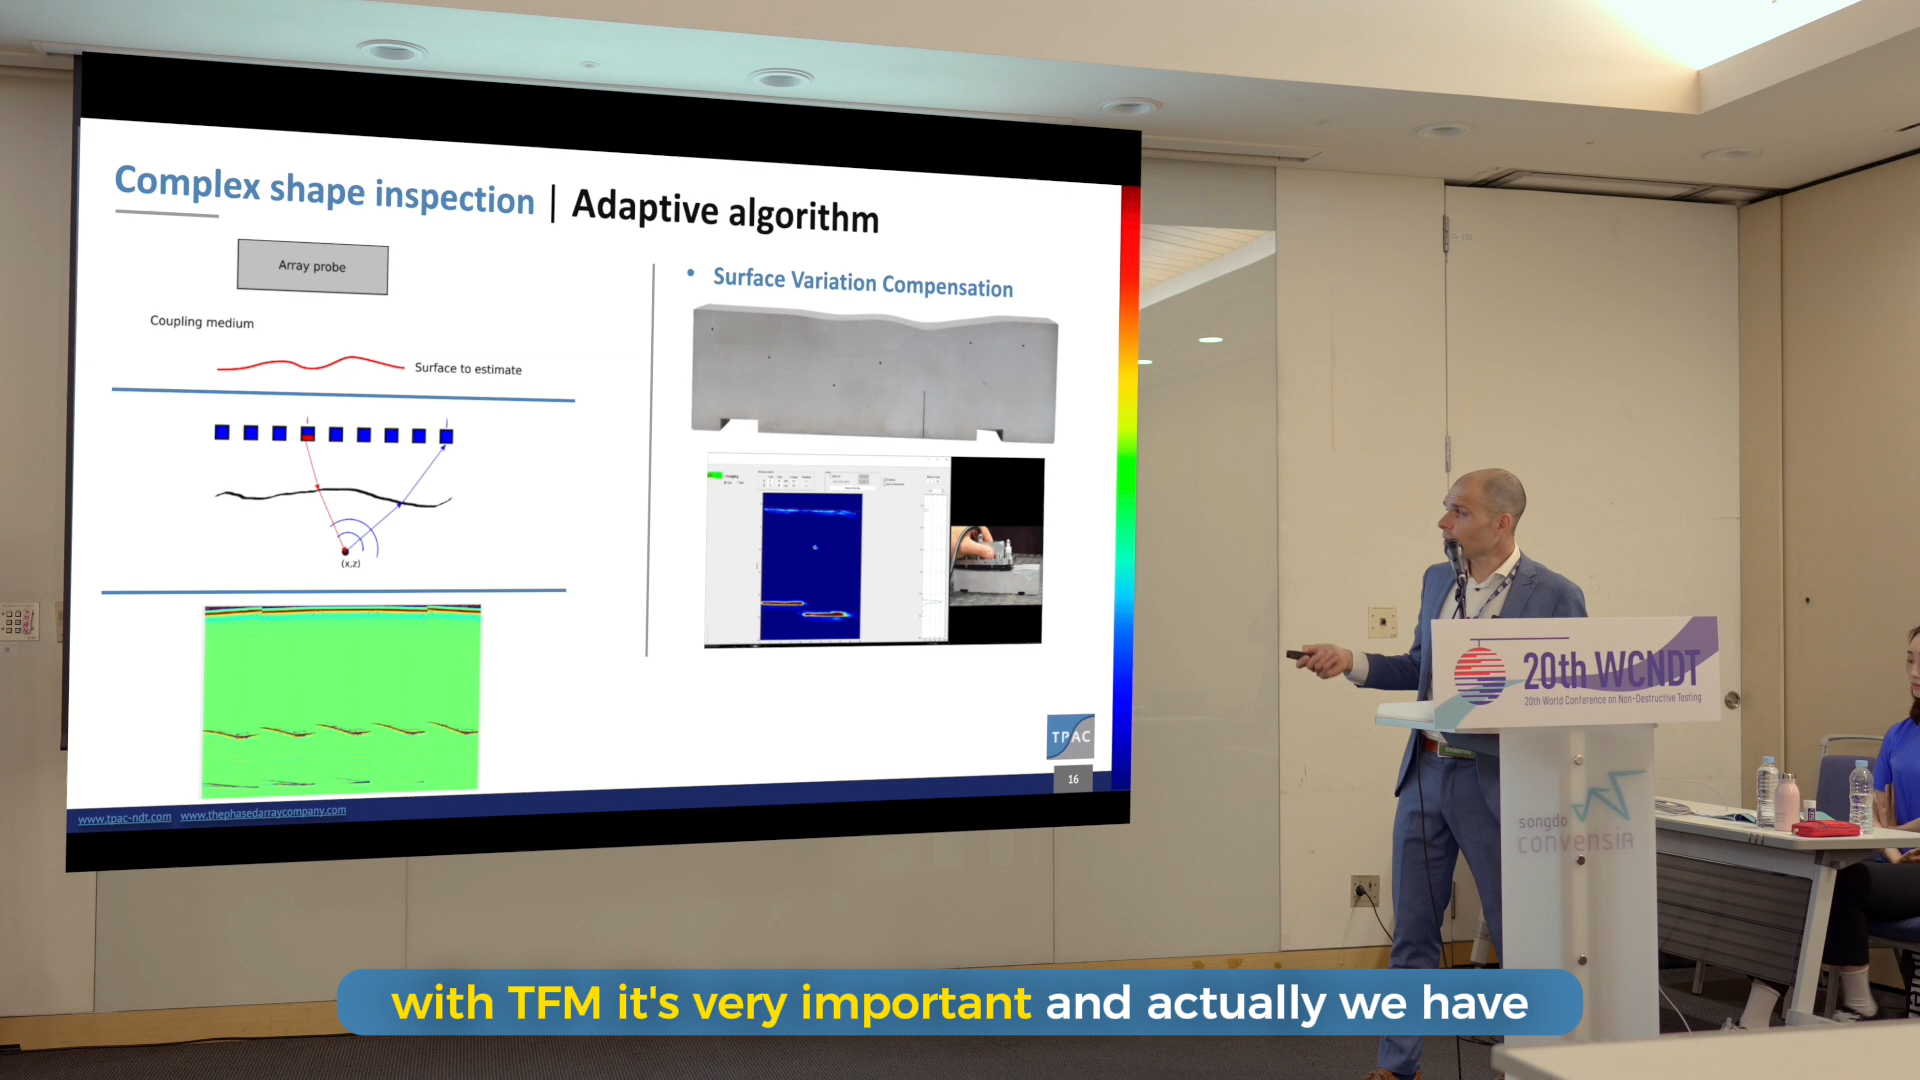 Complex shape inspection | Adaptive algorithm
Array probe
Coupling medium
Surface to estimate
i
j
(x,z)
• Surface Variation Compensation
TPAC
16
www.tpac-ndt.com www.thephasedarraycompany.com
20th WCNDT
20th World Conference on Non-Destructive Testing
songdo
convensia
with TFM it's very important and actually we have